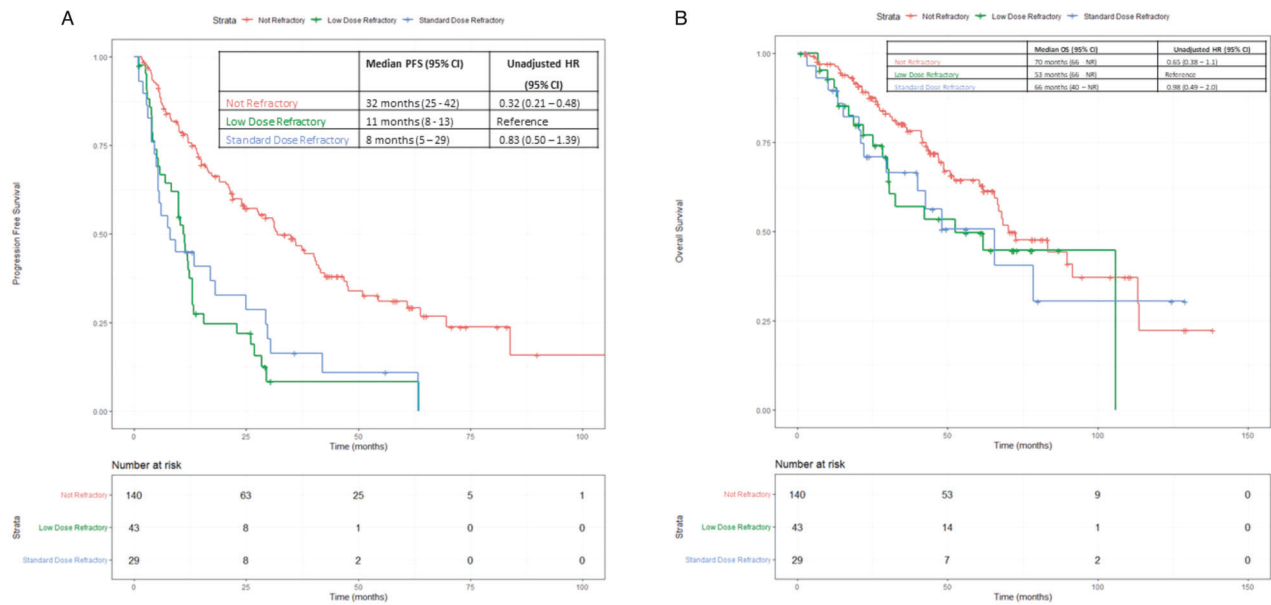 A
Strata Not Refractory Low Dose Refractory Standard Dose Refractory
Median PFS (95% CI) Unadjusted HR (95% CI)
Not Refractory 32 months (25 - 42) 0.32 (0.21 – 0.48)
Low Dose Refractory 11 months (8 - 13) Reference
Standard Dose Refractory 8 months (5 – 29) 0.83 (0.50 – 1.39)
Progression Free Survival
1.00
0.75
0.50
0.25
0.00
0 25 50 75 100
Time (months)
Number at risk
Strata
Not Refractory 140 63 25 5 1
Low Dose Refractory 43 8 1 0 0
Standard Dose Refractory 29 8 2 0 0
0 25 50 75 100
Time (months)
B
Strata Not Refractory Low Dose Refractory Standard Dose Refractory
Median OS (95% CI) Unadjusted HR (95% CI)
Not Refractory 70 months (66 - NR) 0.65 (0.38 – 1.1)
Low Dose Refractory 53 months (66 - NR) Reference
Standard Dose Refractory 66 months (40 – NR) 0.98 (0.49 – 2.0)
Overall Survival
1.00
0.75
0.50
0.25
0.00
0 50 100 150
Time (months)
Number at risk
Strata
Not Refractory 140 53 9 0
Low Dose Refractory 43 14 1 0
Standard Dose Refractory 29 7 2 0
0 50 100 150
Time (months)